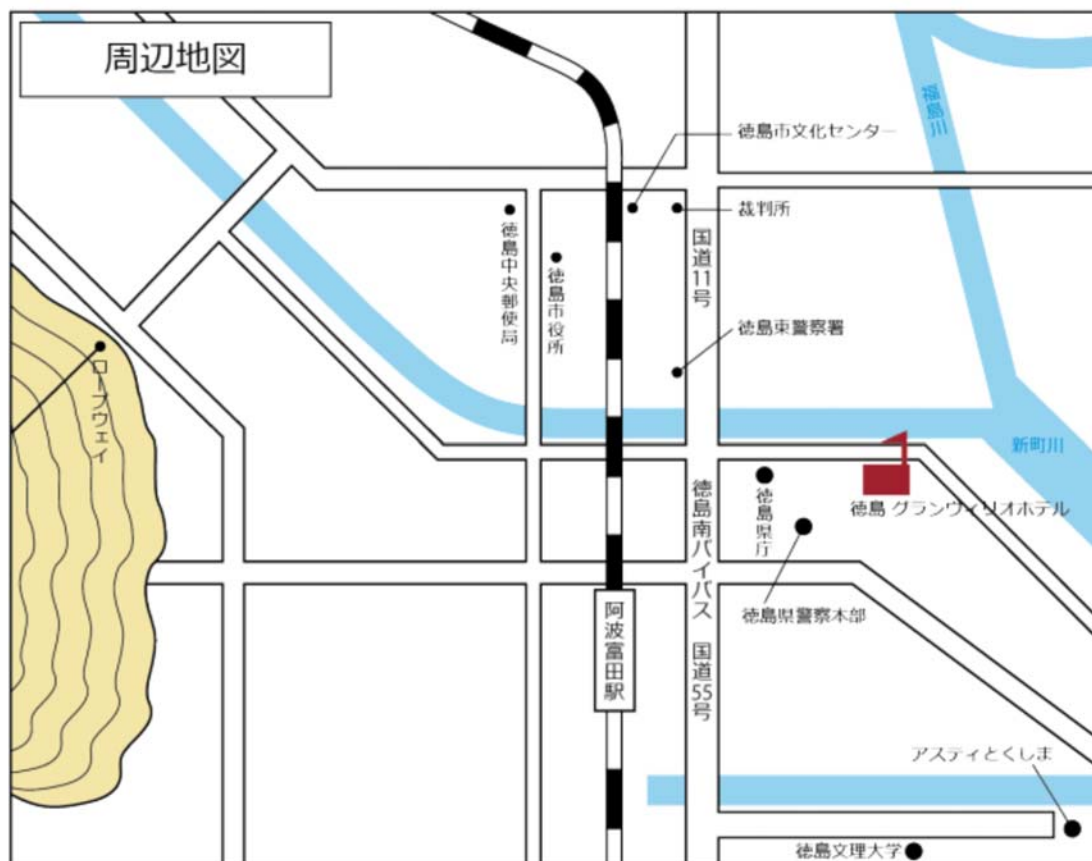 周辺地図
福島川
徳島市文化センター
裁判所
国道11号
徳島中央郵便局
徳島市役所
徳島東警察署
ロープウェイ
新町川
徳島県庁
徳島 グランヴィリオホテル
徳島南バイパス 国道55号
徳島県警察本部
阿波富田駅
アスティとくしま
徳島文理大学